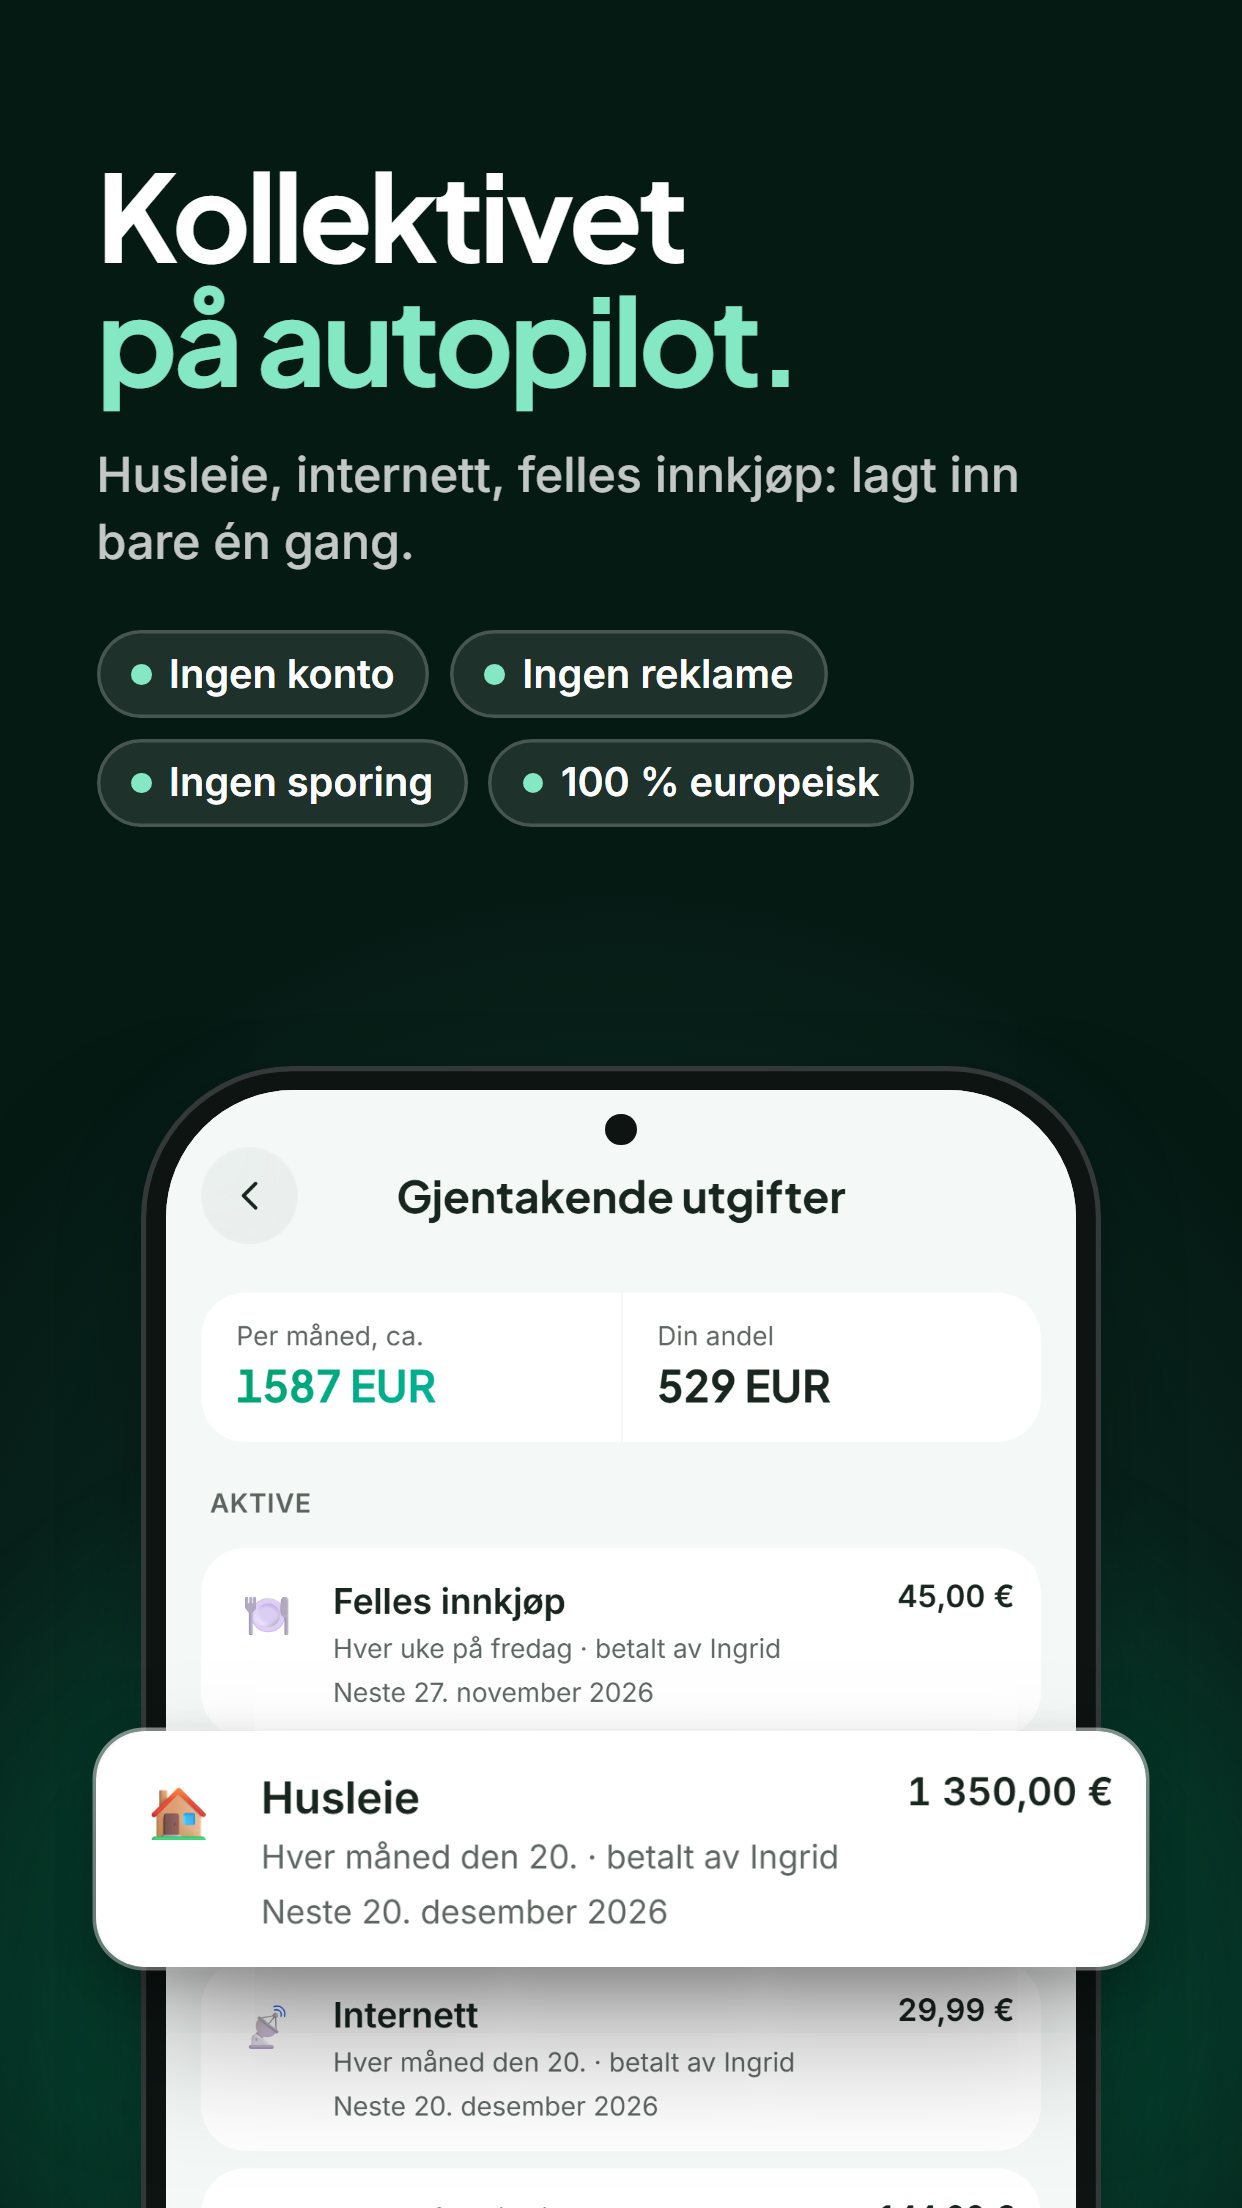 Kollektivet
på autopilot.
Husleie, internett, felles innkjøp: lagt inn
bare én gang.
Ingen konto
Ingen reklame
Ingen sporing
100 % europeisk
Gjentakende utgifter
Per måned, ca.
1587 EUR
Din andel
529 EUR
AKTIVE
Felles innkjøp
45,00 €
Hver uke på fredag · betalt av Ingrid
Neste 27. november 2026
Husleie
1 350,00 €
Hver måned den 20. · betalt av Ingrid
Neste 20. desember 2026
Internett
29,99 €
Hver måned den 20. · betalt av Ingrid
Neste 20. desember 2026